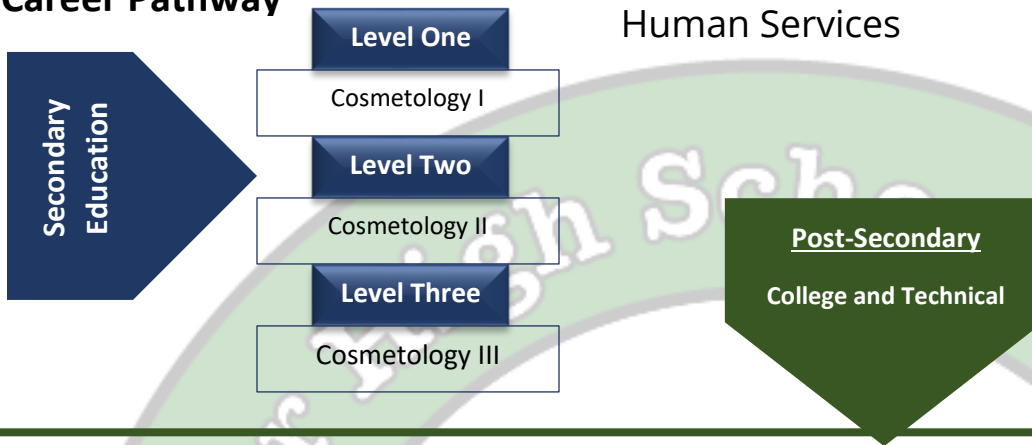 Career Pathway
Human Services
Secondary
Education
Level One
Cosmetology I
Level Two
Cosmetology II
Level Three
Cosmetology III
Post-Secondary
College and Technical
High